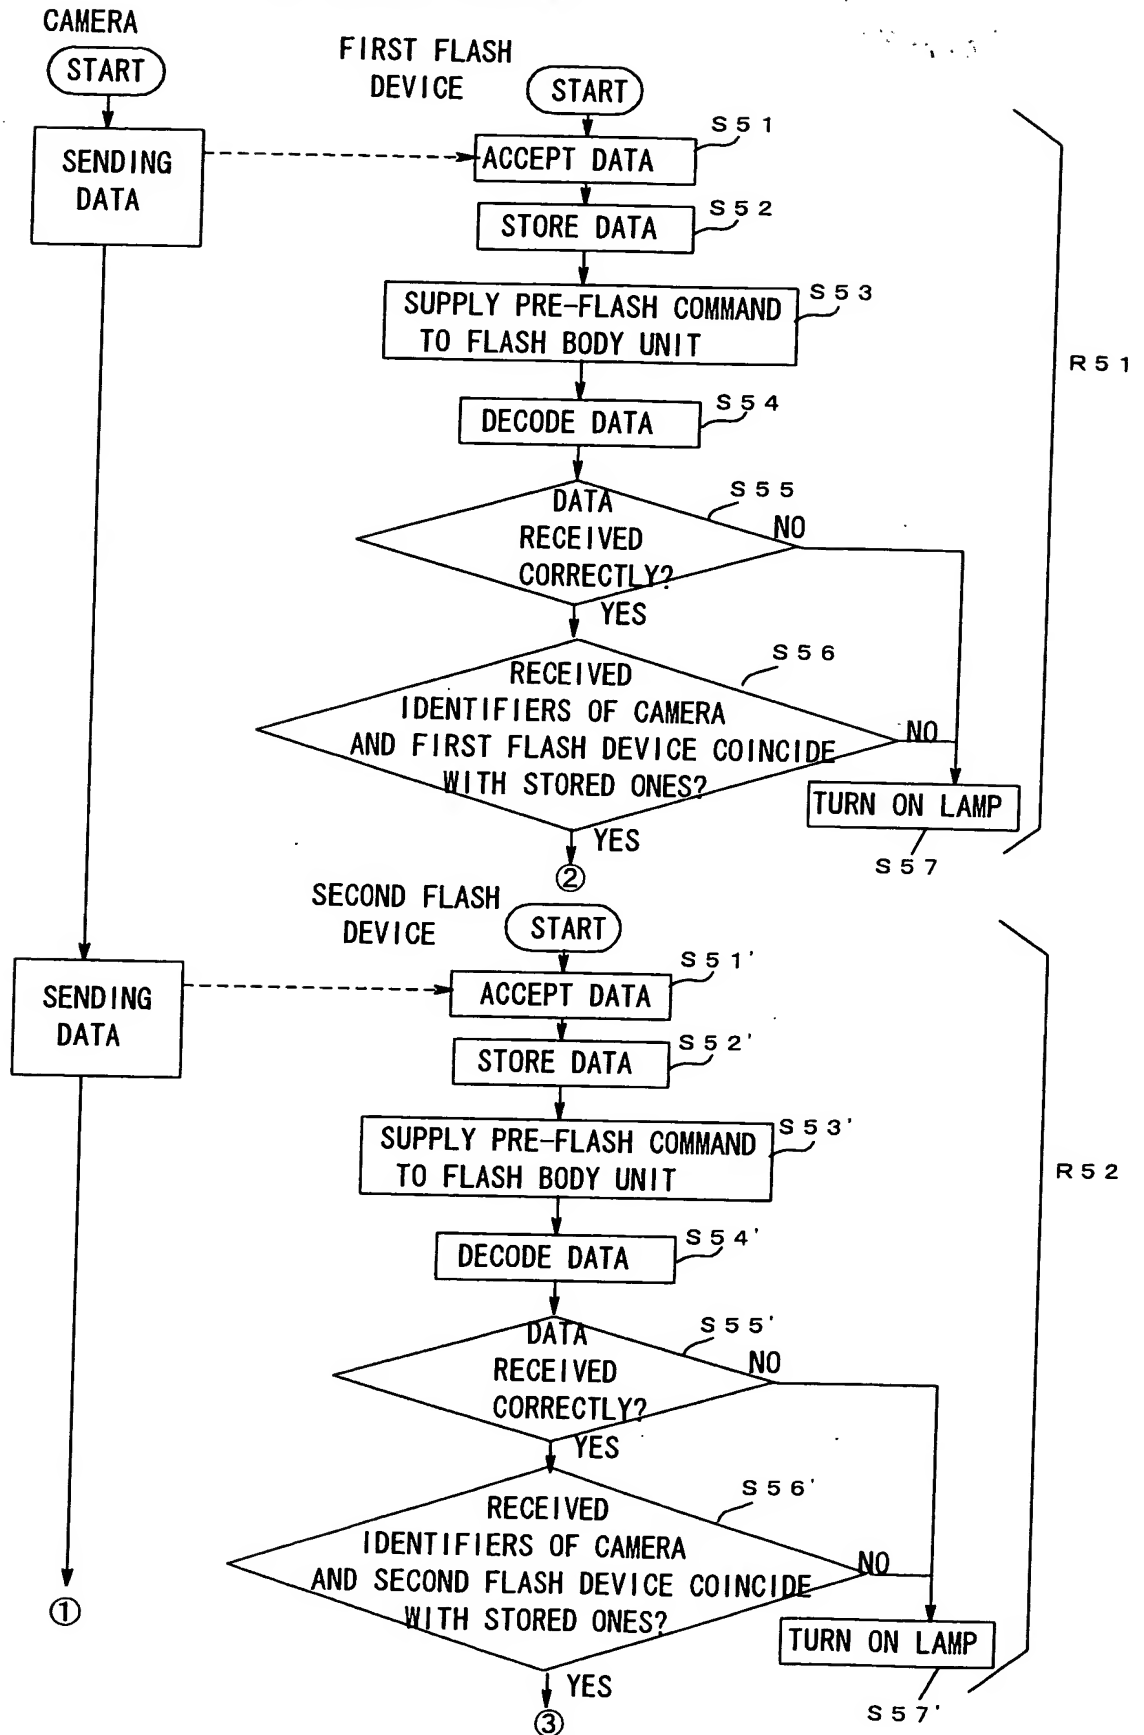 CAMERA
START
FIRST FLASH
DEVICE
START
SENDING
DATA
ACCEPT DATA
S51
STORE DATA
S52
SUPPLY PRE-FLASH COMMAND
TO FLASH BODY UNIT
S53
R51
DECODE DATA
S54
DATA
RECEIVED
CORRECTLY?
S55
NO
YES
RECEIVED
IDENTIFIERS OF CAMERA
AND FIRST FLASH DEVICE COINCIDE
WITH STORED ONES?
S56
NO
TURN ON LAMP
S57
YES
②
SECOND FLASH
DEVICE
START
SENDING
DATA
ACCEPT DATA
S51'
STORE DATA
S52'
SUPPLY PRE-FLASH COMMAND
TO FLASH BODY UNIT
S53'
R52
DECODE DATA
S54'
DATA
RECEIVED
CORRECTLY?
S55'
NO
YES
RECEIVED
IDENTIFIERS OF CAMERA
AND SECOND FLASH DEVICE COINCIDE
WITH STORED ONES?
S56'
NO
①
TURN ON LAMP
S57'
YES
③